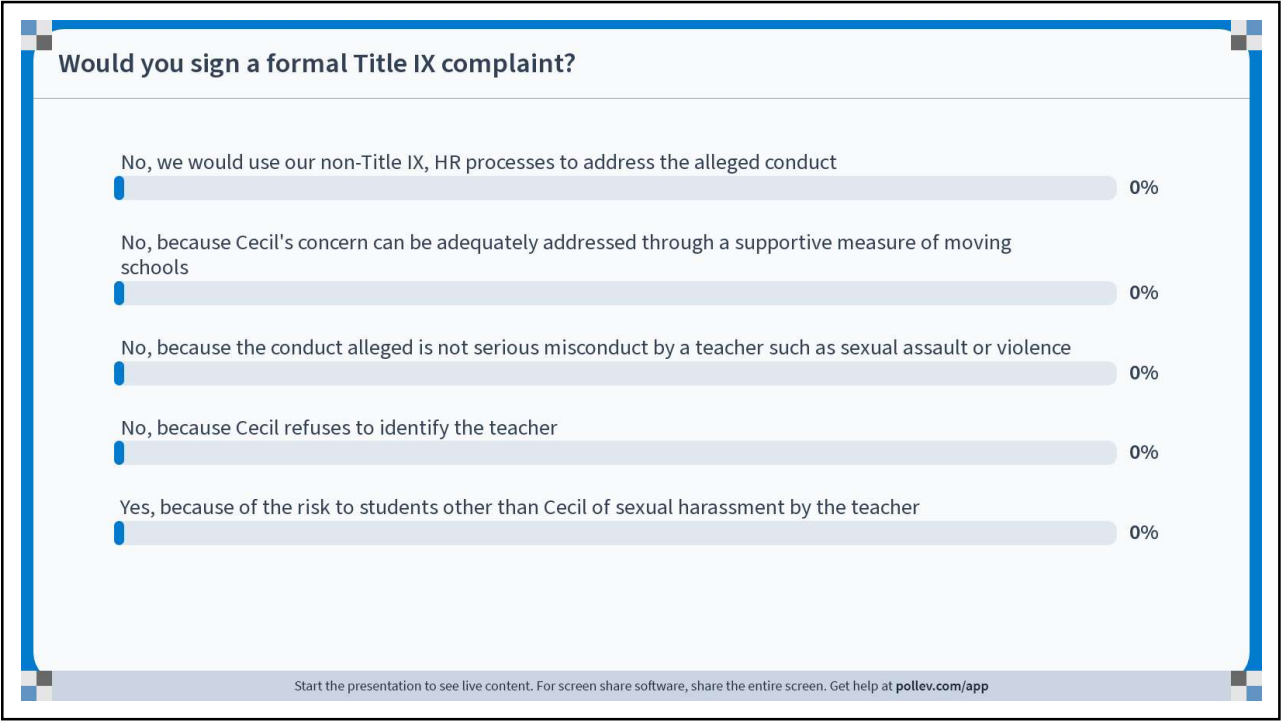 Would you sign a formal Title IX complaint?
No, we would use our non-Title IX, HR processes to address the alleged conduct
0%
No, because Cecil's concern can be adequately addressed through a supportive measure of moving
schools
0%
No, because the conduct alleged is not serious misconduct by a teacher such as sexual assault or violence
0%
No, because Cecil refuses to identify the teacher
0%
Yes, because of the risk to students other than Cecil of sexual harassment by the teacher
0%
Start the presentation to see live content. For screen share software, share the entire screen. Get help at pollev.com/app